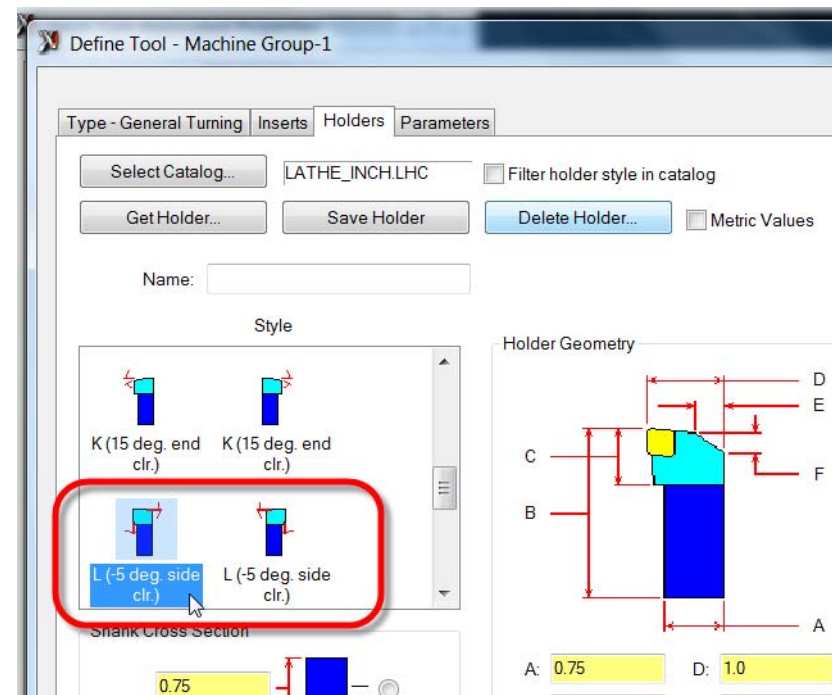 Define Tool - Machine Group-1
Type - General Turning Inserts Holders Parameters
Select Catalog... LATHE_INCH.LHC Filter holder style in catalog
Get Holder... Save Holder Delete Holder... Metric Values
Name:
Style
Holder Geometry
D
E
C
F
B
K (15 deg. end clr.)
K (15 deg. end clr.)
L (-5 deg. side clr.)
L (-5 deg. side clr.)
Shank Cross Section
A
0.75
A: 0.75 D: 1.0